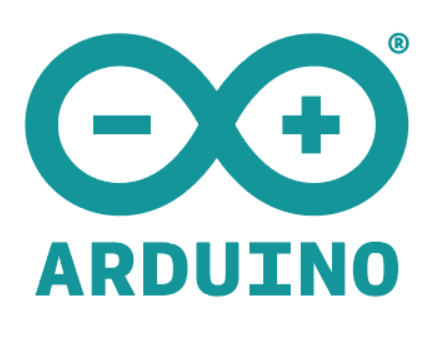 ®
- +
ARDUINO